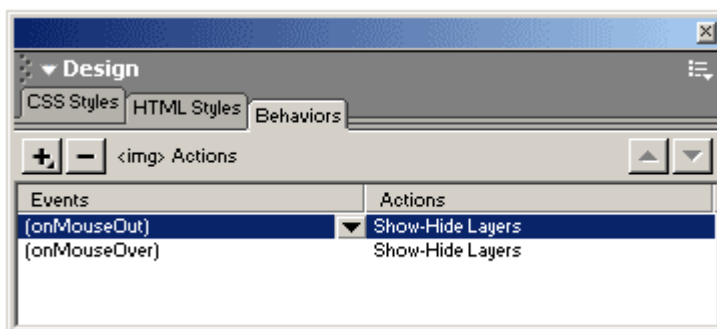 Design
CSS Styles HTML Styles Behaviors
<img> Actions
Events Actions
(onMouseOut) Show-Hide Layers
(onMouseOver) Show-Hide Layers